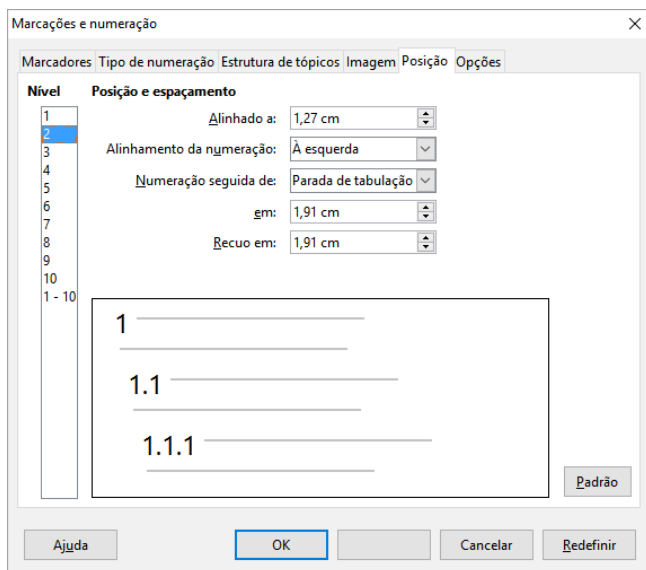 Marcações e numeração
Marcadores Tipo de numeração Estrutura de tópicos Imagem Posição Opções
Nível Posição e espaçamento
1
2
3
4
5
6
7
8
9
10
1 - 10
Alinhado a: 1,27 cm
Alinhamento da numeração: À esquerda
Numeração seguida de: Parada de tabulação
em: 1,91 cm
Recuo em: 1,91 cm
1
1.1
1.1.1
Padrão
Ajuda OK Cancelar Redefinir